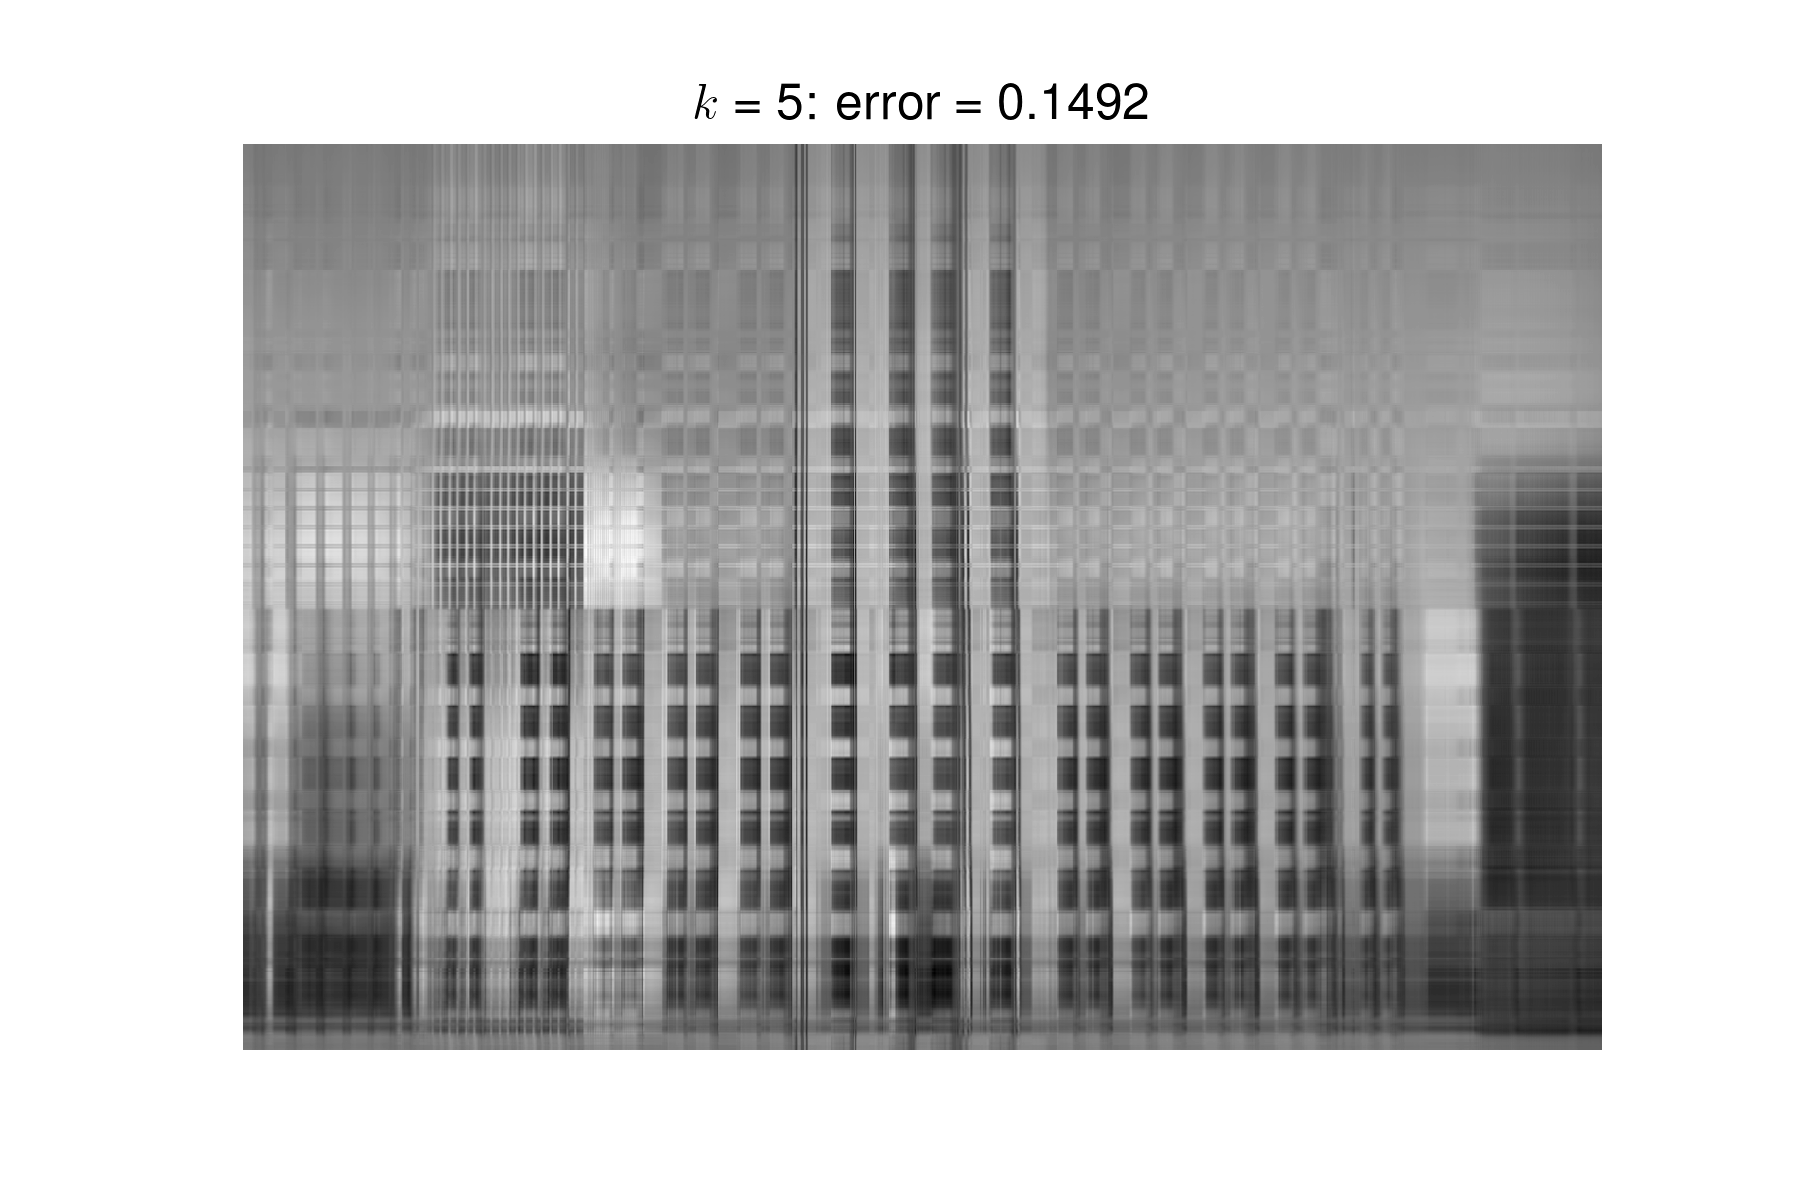 k = 5: error = 0.1492